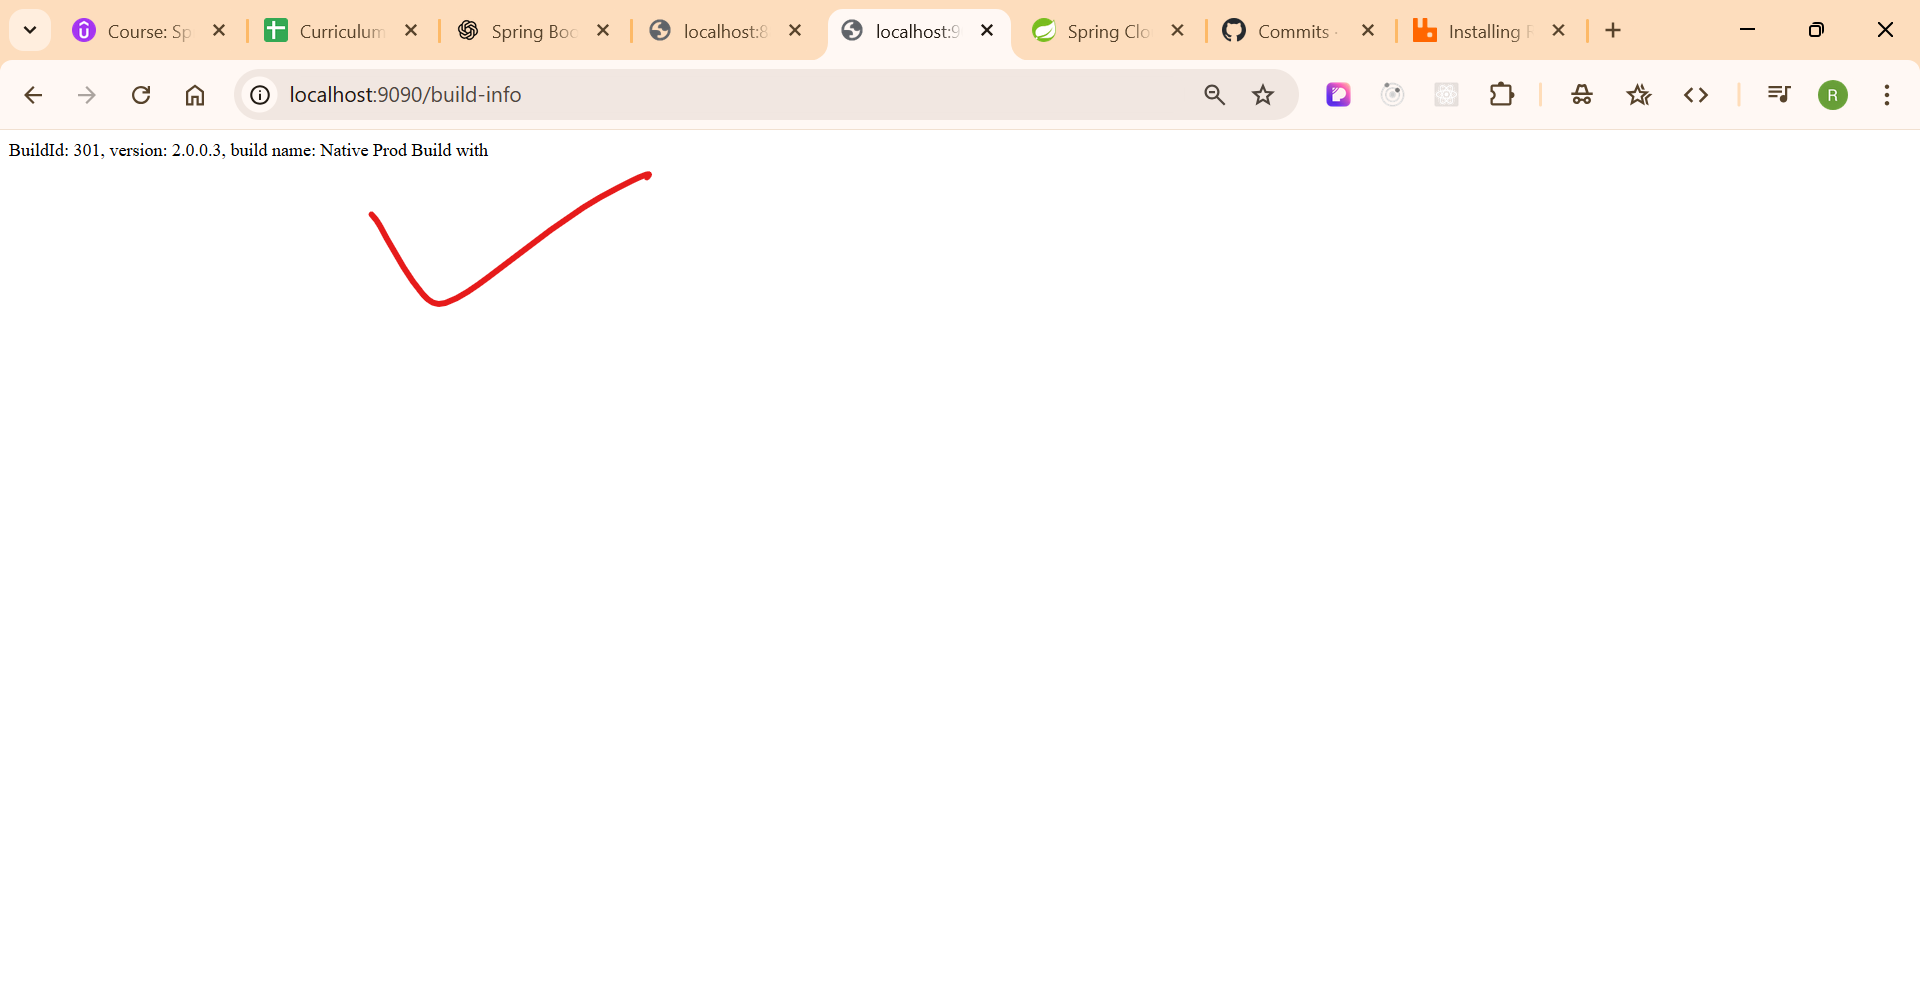 Course: Sp
Curriculum
Spring Boo
localhost:8
localhost:9
Spring Clo
Commits ·
Installing R
localhost:9090/build-info
R
BuildId: 301, version: 2.0.0.3, build name: Native Prod Build with